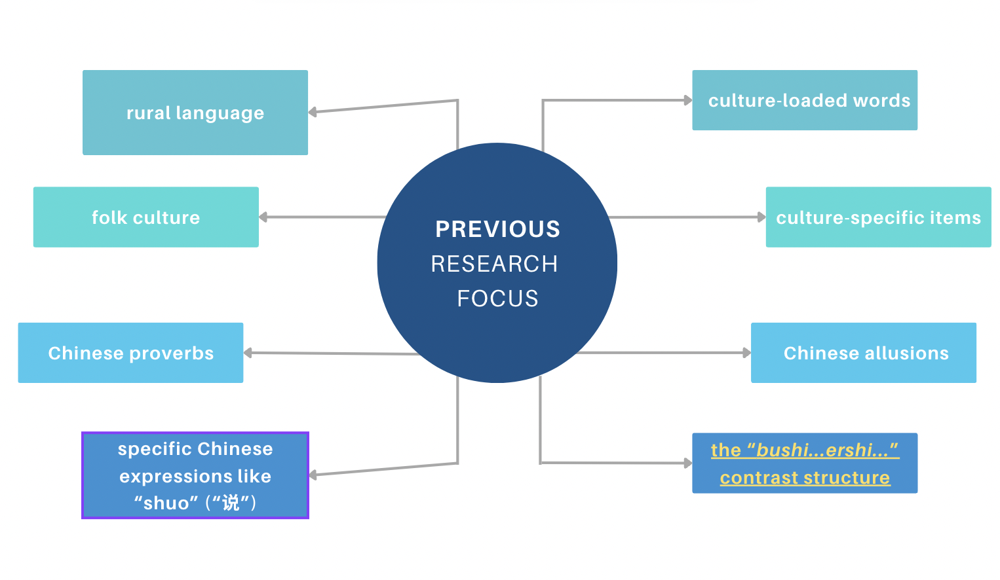 rural language
culture-loaded words
folk culture
culture-specific items
PREVIOUS
RESEARCH
FOCUS
Chinese proverbs
Chinese allusions
specific Chinese
expressions like
“shuo” (“说”)
the “bushi...ershi...”
contrast structure